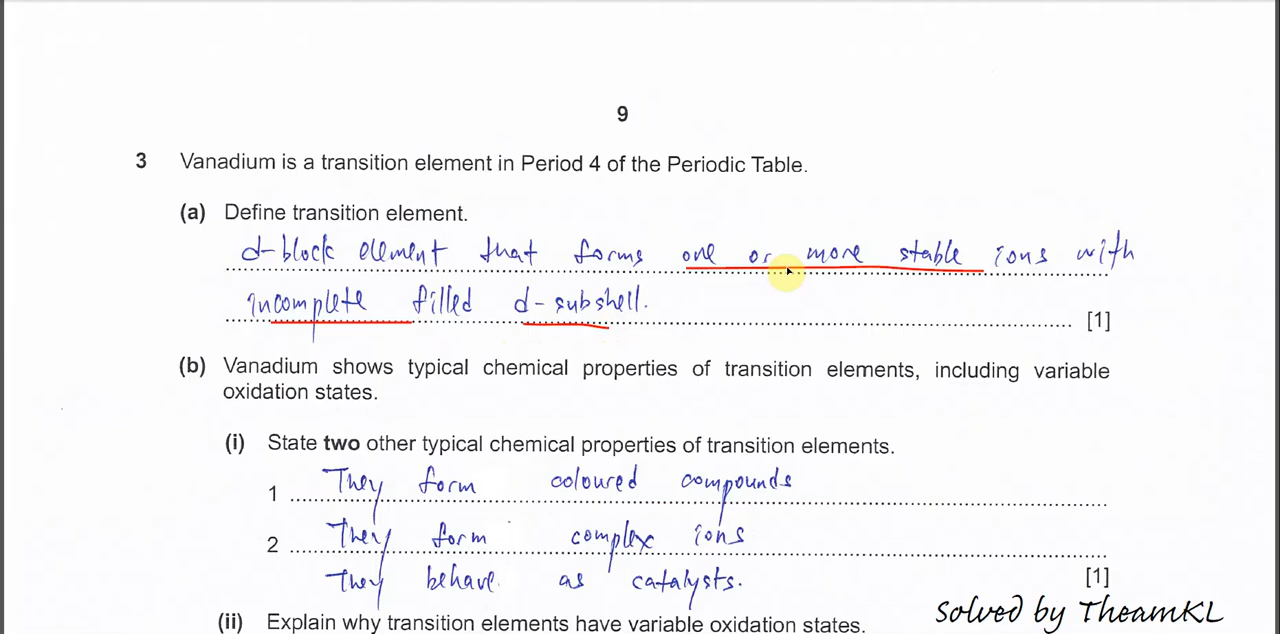 9
3 Vanadium is a transition element in Period 4 of the Periodic Table.
(a) Define transition element.
d-block element that forms one or more stable ions with
incomplete filled d-subshell.
[1]
(b) Vanadium shows typical chemical properties of transition elements, including variable
oxidation states.
(i) State two other typical chemical properties of transition elements.
1 They form coloured compounds
2 They form complex ions
They behave as catalysts.
[1]
Solved by TheamKL
(ii) Explain why transition elements have variable oxidation states.